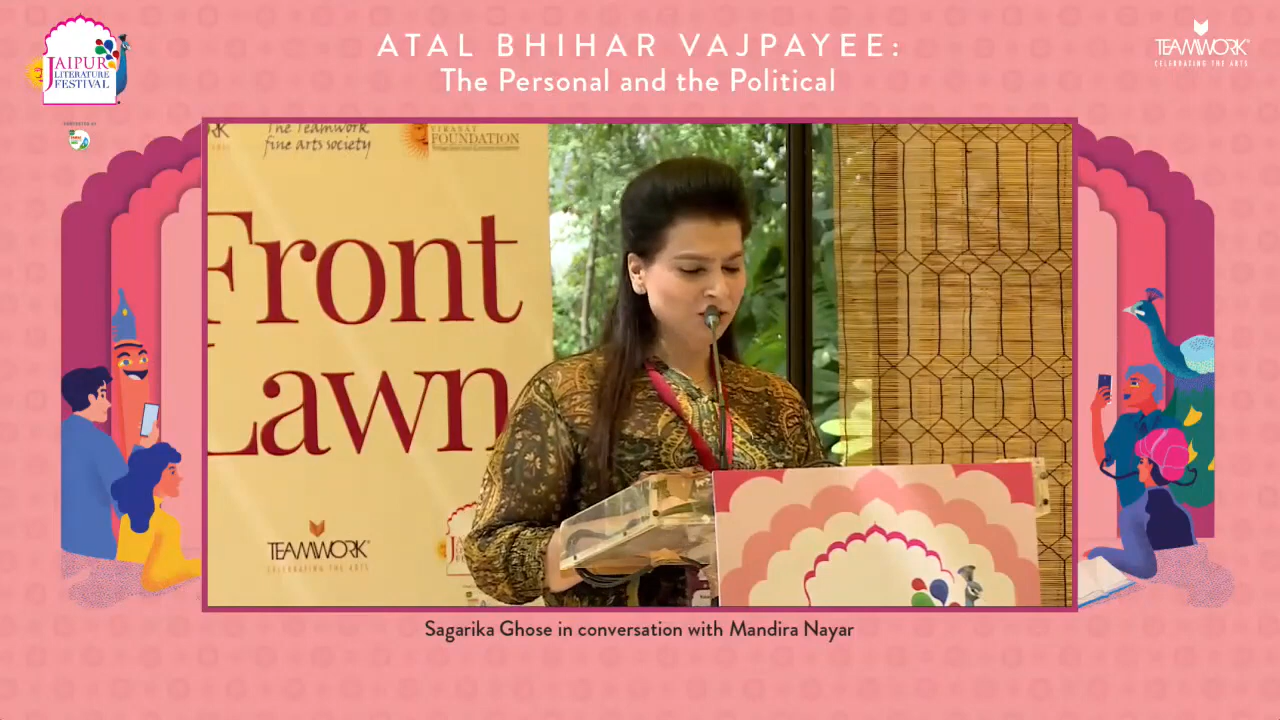 JAIPUR
LITERATURE
FESTIVAL
ATAL BHIHAR VAJPAYEE:
The Personal and the Political
TEAMWORK
CELEBRATING THE ARTS
The Teamwork
fine arts society
VIRASAT
FOUNDATION
Front
Lawn
TEAMWORK
CELEBRATING THE ARTS
Sagarika Ghose in conversation with Mandira Nayar